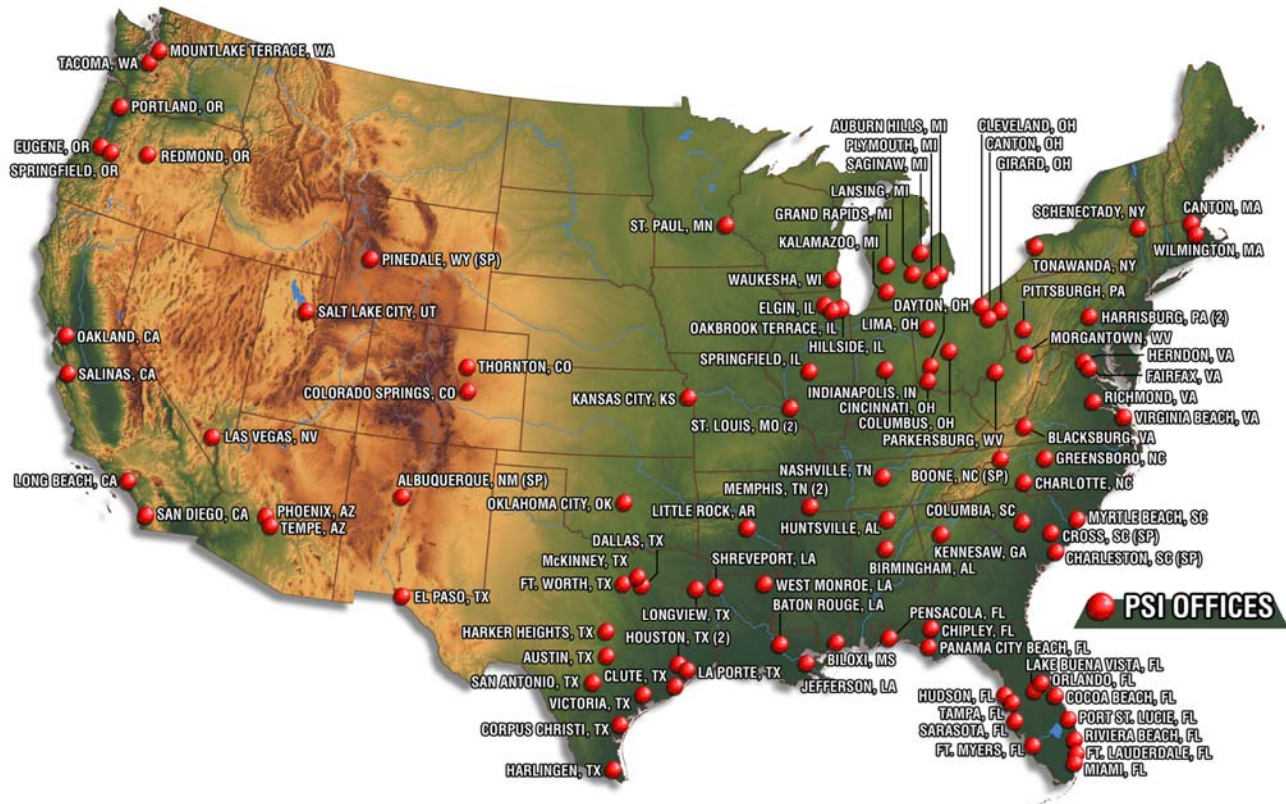 MOUNTLAKE TERRACE, WA
TACOMA, WA
PORTLAND, OR
EUGENE, OR
SPRINGFIELD, OR
REDMOND, OR
PINEDALE, WY (SP)
SALT LAKE CITY, UT
OAKLAND, CA
SALINAS, CA
THORNTON, CO
COLORADO SPRINGS, CO
LAS VEGAS, NV
LONG BEACH, CA
SAN DIEGO, CA
PHOENIX, AZ
TEMPE, AZ
ALBUQUERQUE, NM (SP)
EL PASO, TX
ST. PAUL, MN
AUBURN HILLS, MI
PLYMOUTH, MI
SAGINAW, MI
LANSING, MI
GRAND RAPIDS, MI
KALAMAZOO, MI
WAUKESHA, WI
ELGIN, IL
OAKBROOK TERRACE, IL
HILLSIDE, IL
SPRINGFIELD, IL
KANSAS CITY, KS
ST. LOUIS, MO (2)
CLEVELAND, OH
CANTON, OH
GIRARD, OH
DAYTON, OH
LIMA, OH
INDIANAPOLIS, IN
CINCINNATI, OH
COLUMBUS, OH
PARKERSBURG, WV
SCHENECTADY, NY
CANTON, MA
WILMINGTON, MA
TONAWANDA, NY
PITTSBURGH, PA
HARRISBURG, PA (2)
MORGANTOWN, WV
HERNDON, VA
FAIRFAX, VA
RICHMOND, VA
VIRGINIA BEACH, VA
BLACKSBURG, VA
GREENSBORO, NC
BOONE, NC (SP)
CHARLOTTE, NC
NASHVILLE, TN
MEMPHIS, TN (2)
OKLAHOMA CITY, OK
LITTLE ROCK, AR
HUNTSVILLE, AL
COLUMBIA, SC
MYRTLE BEACH, SC
CROSS, SC (SP)
CHARLESTON, SC (SP)
KENNESAW, GA
BIRMINGHAM, AL
DALLAS, TX
McKINNEY, TX
FT. WORTH, TX
SHREVEPORT, LA
WEST MONROE, LA
LONGVIEW, TX
BATON ROUGE, LA
HARKER HEIGHTS, TX
HOUSTON, TX (2)
AUSTIN, TX
CLUTE, TX
LA PORTE, TX
SAN ANTONIO, TX
VICTORIA, TX
CORPUS CHRISTI, TX
HARLINGEN, TX
BILOXI, MS
JEFFERSON, LA
PENSACOLA, FL
CHIPLEY, FL
PANAMA CITY BEACH, FL
LAKE BUENA VISTA, FL
ORLANDO, FL
COCOA BEACH, FL
HUDSON, FL
TAMPA, FL
SARASOTA, FL
FT. MYERS, FL
PORT ST. LUCIE, FL
RIVIERA BEACH, FL
FT. LAUDERDALE, FL
MIAMI, FL
PSI OFFICES